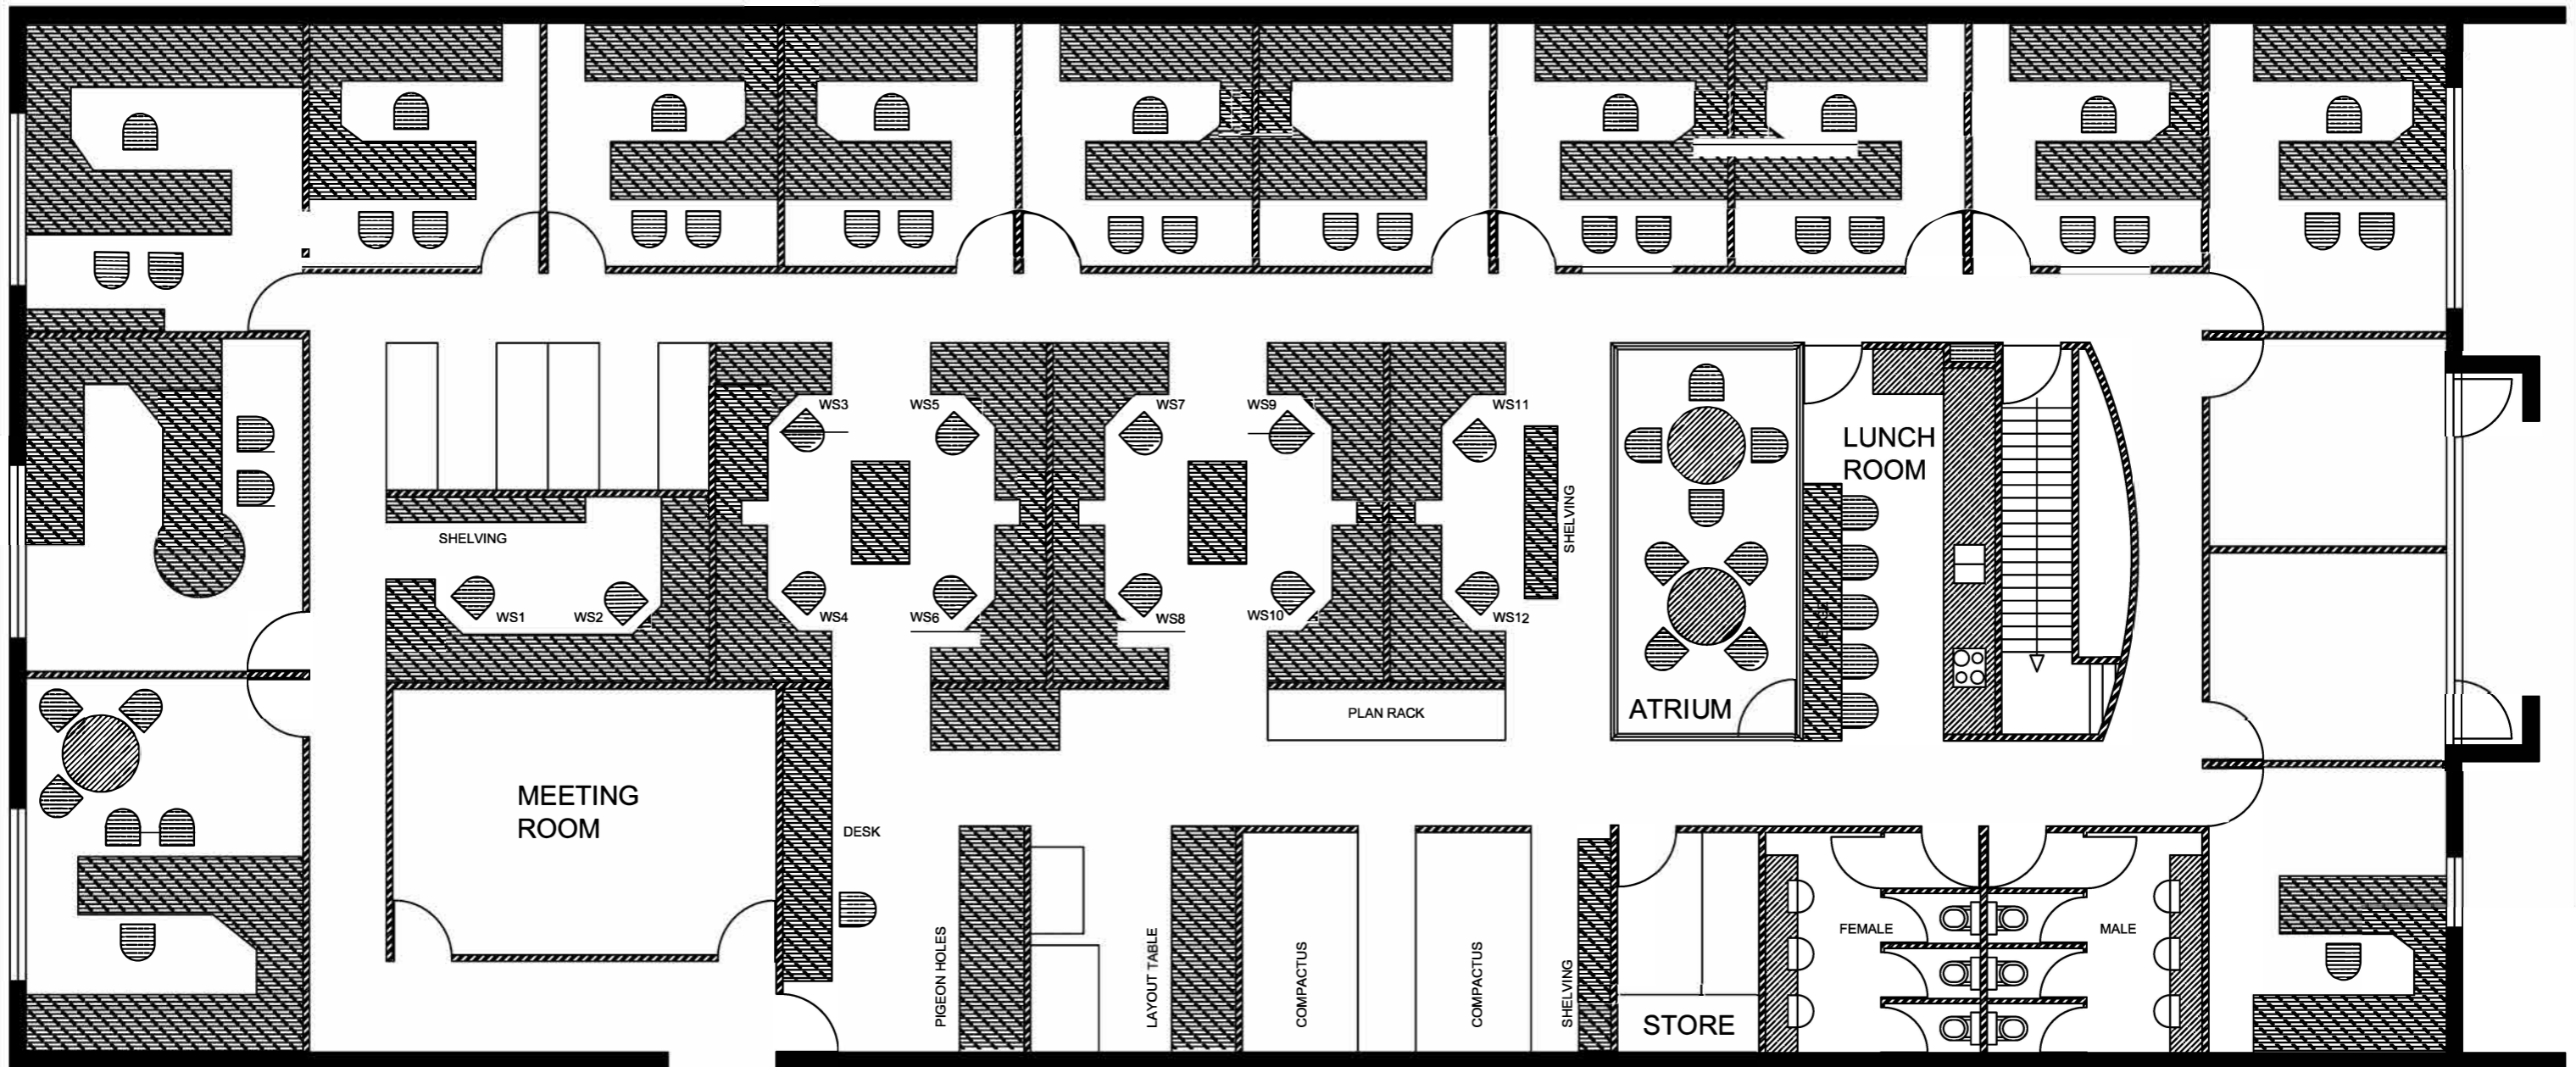 WS3
WS5
WS7
WS9
WS11
LUNCH
ROOM
SHELVING
SHELVING
WS1
WS2
WS4
WS6
WS8
WS10
WS12
ATRIUM
PLAN RACK
MEETING
ROOM
DESK
PIGEON HOLES
LAYOUT TABLE
COMPACTUS
COMPACTUS
SHELVING
STORE
FEMALE
MALE